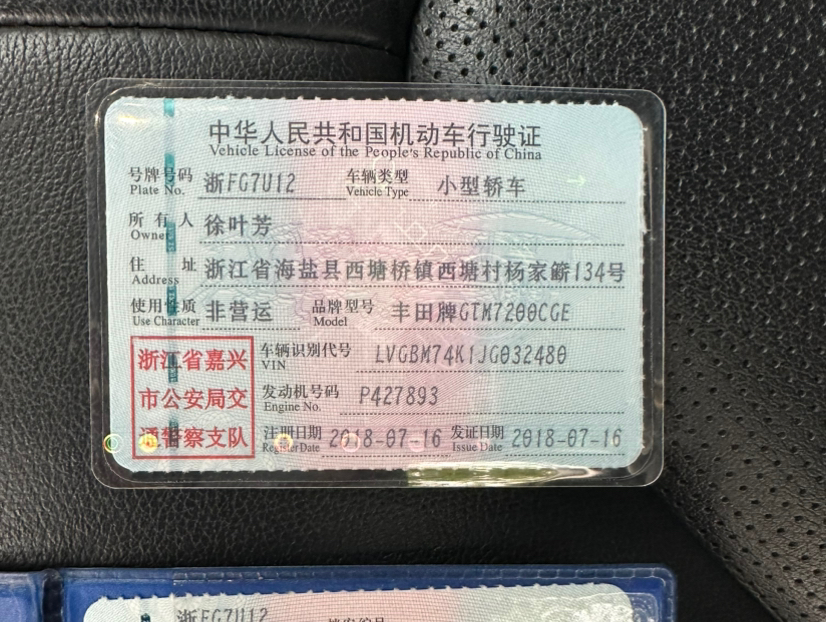 中华人民共和国机动车行驶证
Vehicle License of the People's Republic of China
号牌号码 浙FG7U12 车辆类型 小型轿车
Plate No. Vehicle Type
所有人 徐叶芳
Owner
住址 浙江省海盐县西塘桥镇西塘村杨家簖134号
Address
使用性质 非营运 品牌型号 丰田牌GTM7200CGE
Use Character Model
浙江省嘉兴
市公安局交
通警察支队
车辆识别代号 LVGBM74K1JG032480
VIN
发动机号码 P427893
Engine No.
注册日期 2018-07-16 发证日期 2018-07-16
Register Date Issue Date
浙FG7U12